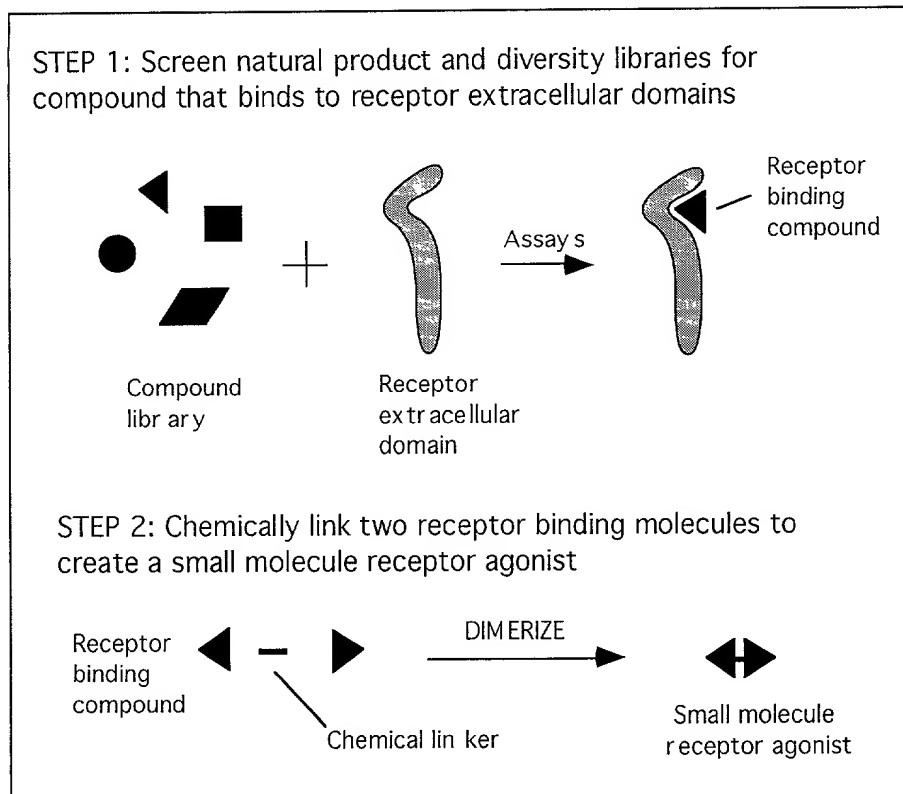 STEP 1: Screen natural product and diversity libraries for
compound that binds to receptor extracellular domains
Receptor
binding
compound
Assays
Compound
library
Receptor
extracellular
domain
STEP 2: Chemically link two receptor binding molecules to
create a small molecule receptor agonist
Receptor
binding
compound
DIMERIZE
Chemical linker
Small molecule
receptor agonist